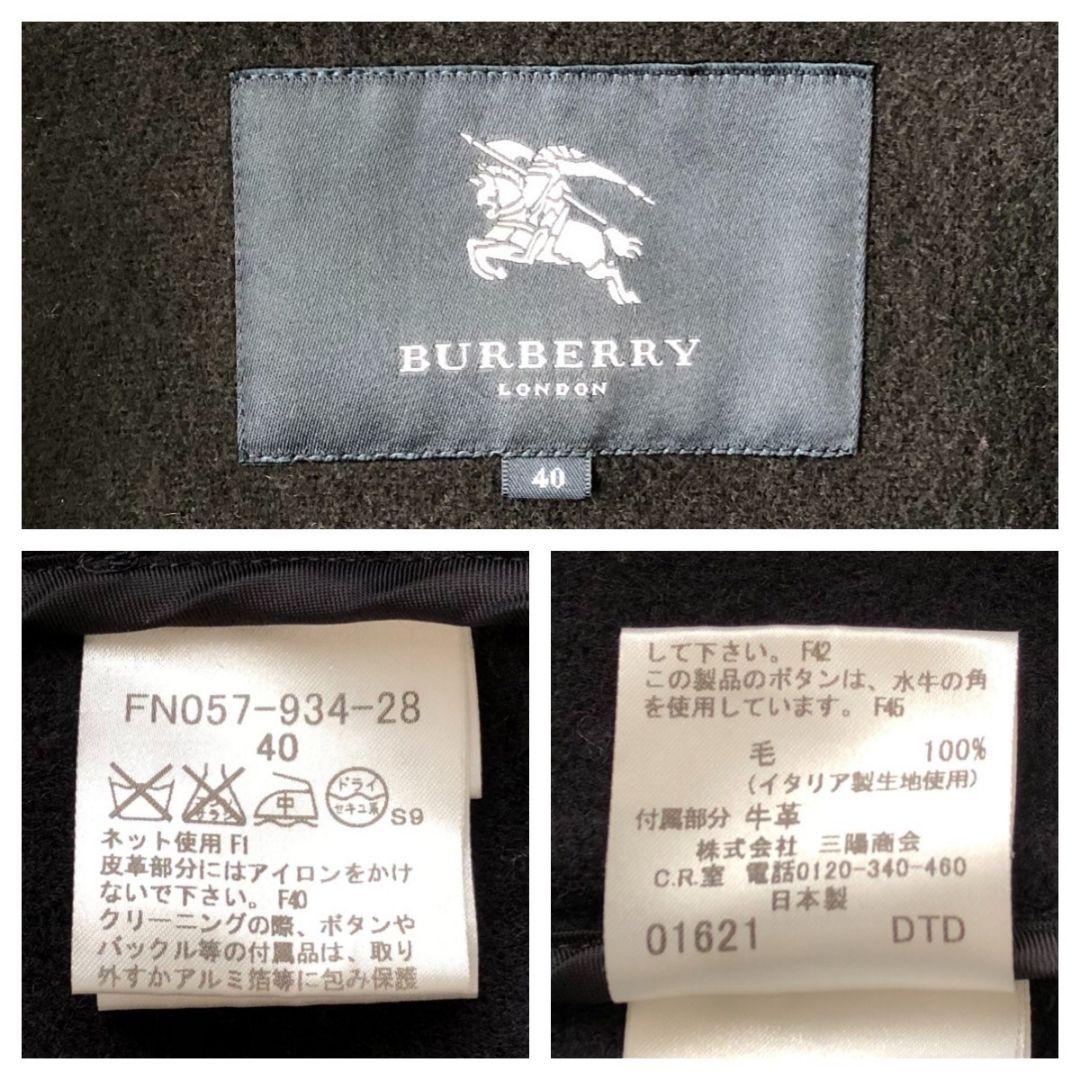 BURBERRY
LONDON
40
FN057-934-28
40
エンソサラシ
中
ドライ
セキユ系
S9
ネット使用 F1
皮革部分にはアイロンをかけ
ないで下さい。 F40
クリーニングの際、ボタンや
バックル等の付属品は、取り
外すかアルミ箔等に包み保護
して下さい。 F42
この製品のボタンは、水牛の角
を使用しています。 F45
毛 100%
(イタリア製生地使用)
付属部分 牛革
株式会社 三陽商会
C.R.室 電話0120-340-460
日本製
01621 DTD